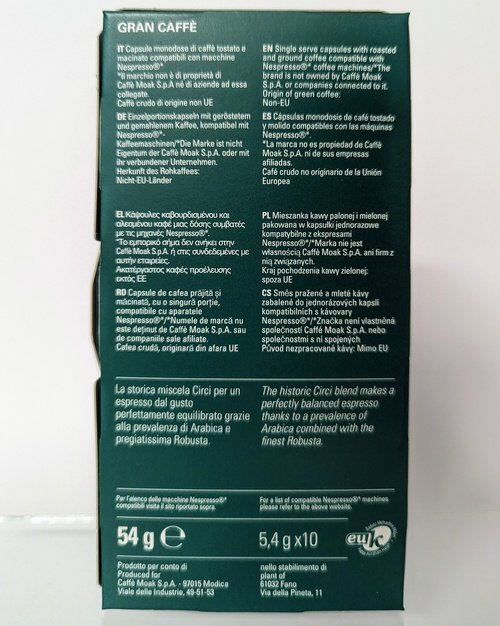 GRAN CAFFÈ
IT Capsule monodose di caffè tostato e
macinato compatibili con macchine
Nespresso®*
*Il marchio non è di proprietà di
Caffè Moak S.p.A né di aziende ad essa
collegate.
Caffè crudo di origine non UE
EN Single serve capsules with roasted
and ground coffee compatible with
Nespresso®* coffee machines/*The
brand is not owned by Caffè Moak
S.p.A. or companies connected to it.
Origin of green coffee:
Non-EU
DE Einzelportionskapseln mit geröstetem
und gemahlenem Kaffee, kompatibel mit
Nespresso®*-
Kaffeemaschinen/*Die Marke ist nicht
Eigentum der Caffè Moak S.p.A. oder mit
ihr verbundener Unternehmen.
Herkunft des Rohkaffees:
Nicht-EU-Länder
ES Cápsulas monodosis de café tostado
y molido compatibles con las máquinas
Nespresso®*.
*La marca no es propiedad de Caffè
Moak S.p.A. ni de sus empresas
afiliadas.
Café crudo no originario de la Unión
Europea
EL Κάψουλες καβουρδισμένου και
αλεσμένου καφέ μιας δόσης συμβατές
με τις μηχανές Nespresso®*.
*Το εμπορικό σήμα δεν ανήκει στην
Caffè Moak S.p.A. ή στις συνδεδεμένες με
αυτήν εταιρείες.
Ακατέργαστος καφές προέλευσης
εκτός ΕΕ
PL Mieszanka kawy palonej i mielonej
pakowana w kapsułki jednorazowe
kompatybilne z ekspresami
Nespresso®*/*Marka nie jest
własnością Caffè Moak S.p.A. ani firm z
nią związanych.
Kraj pochodzenia kawy zielonej:
spoza UE
RO Capsule de cafea prăjită și
măcinată, cu o singură porție,
compatibile cu aparatele
Nespresso®*/*Numele de marcă nu
este deținut de Caffè Moak S.p.A. sau
de companiile sale afiliate.
Cafea crudă, originară din afara UE
CS Směs pražené a mleté kávy
zabalené do jednorázových kapslí
kompatibilních s kávovary
Nespresso®*/*Značka není vlastněná
společností Caffè Moak S.p.A. nebo
společnostmi s ní spojených
Původ nezpracované kávy: Mimo EU
La storica miscela Circi per un
espresso dal gusto
perfettamente equilibrato grazie
alla prevalenza di Arabica e
pregiatissima Robusta.
The historic Circi blend makes a
perfectly balanced espresso
thanks to a prevalence of
Arabica combined with the
finest Robusta.
Per l'elenco delle macchine Nespresso®*
compatibili visita il sito riportato sopra.
For a list of compatible Nespresso®* machines
please refer to the above website.
54 g ℮
5,4 g x 10
Prodotto per conto di
Produced for
Caffè Moak S.p.A. - 97015 Modica
Viale delle Industrie, 49-51-53
nello stabilimento di
plant of
61032 Fano
Via della Pineta, 11